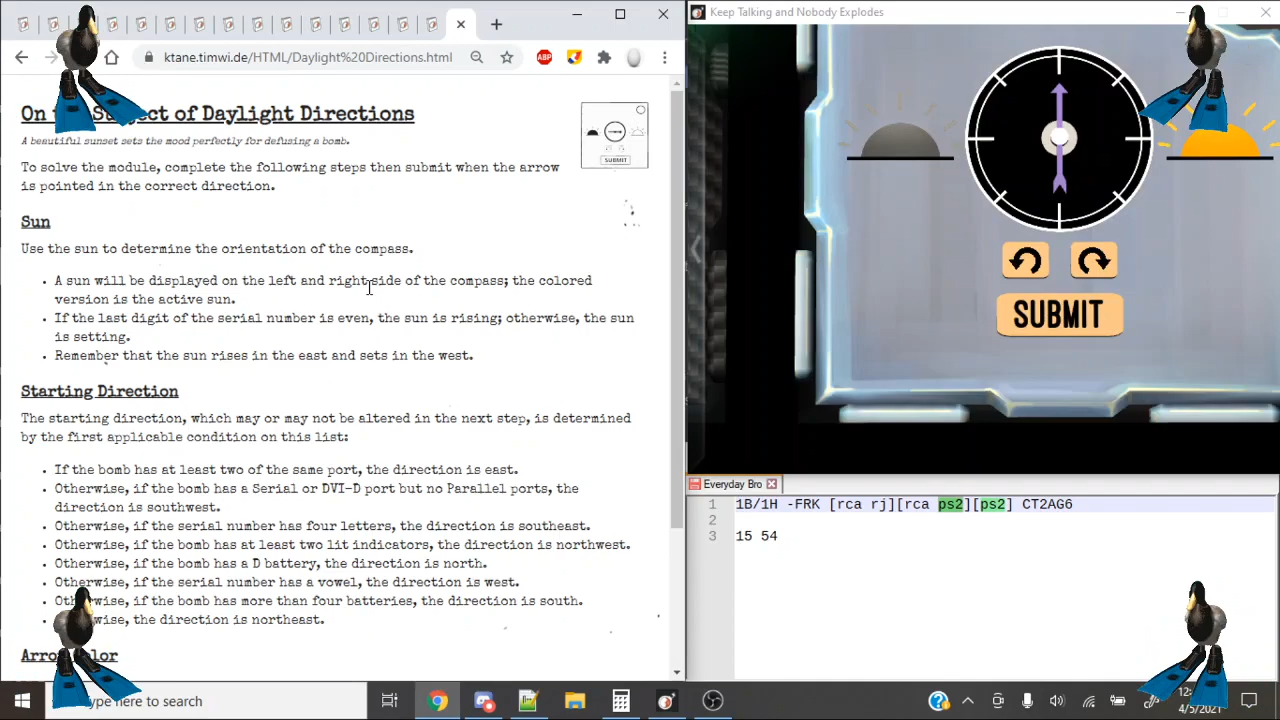 ktane.timwi.de/HTML/Daylight%20Directions.html
ABP
Keep Talking and Nobody Explodes
Subject of Daylight Directions
A beautiful sunset sets the mood perfectly for defusing a bomb.
To solve the module, complete the following steps then submit when the arrow
is pointed in the correct direction.
SUBMIT
Sun
Use the sun to determine the orientation of the compass.
A sun will be displayed on the left and right side of the compass; the colored
version is the active sun.
If the last digit of the serial number is even, the sun is rising; otherwise, the sun
is setting.
Remember that the sun rises in the east and sets in the west.
Starting Direction
The starting direction, which may or may not be altered in the next step, is determined
by the first applicable condition on this list:
If the bomb has at least two of the same port, the direction is east.
Otherwise, if the bomb has a Serial or DVI-D port but no Parallel ports, the
direction is southwest.
Otherwise, if the serial number has four letters, the direction is southeast.
Otherwise, if the bomb has at least two lit indicators, the direction is northwest.
Otherwise, if the bomb has a D battery, the direction is north.
Otherwise, if the serial number has a vowel, the direction is west.
if the bomb has more than four batteries, the direction is south.
the direction is northeast.
SUBMIT
Everyday Bro
1 1B/1H -FRK [rca rj][rca ps2][ps2] CT2AG6
2
3 15 54
here to search
4/5/2021